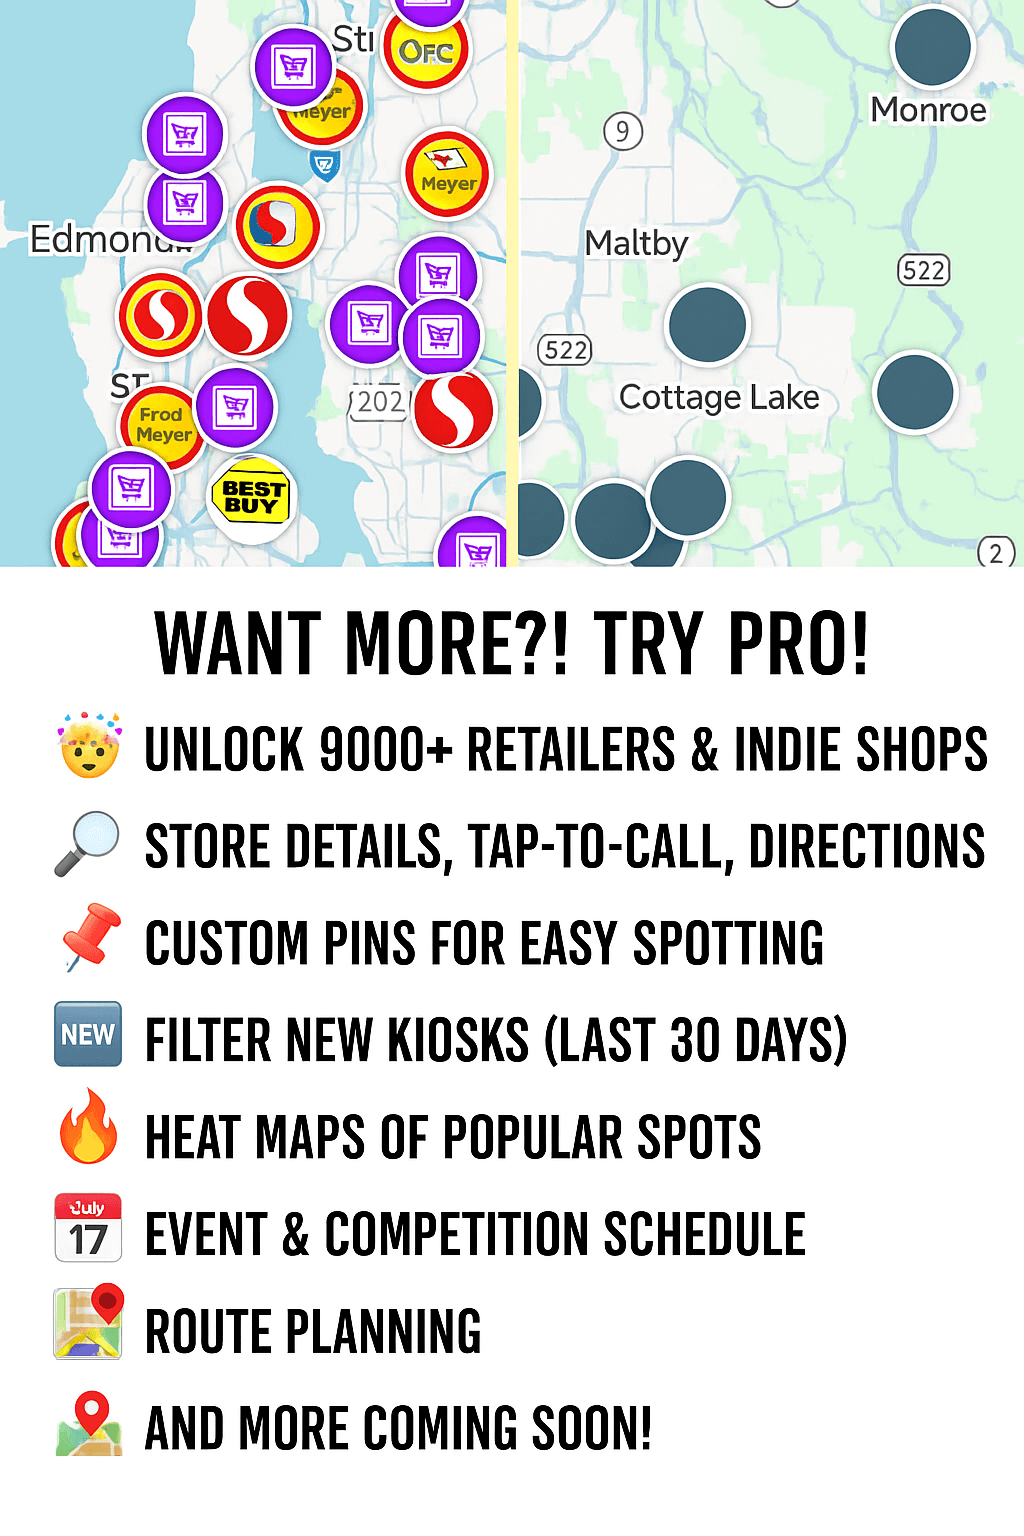 Sti
OFC
Meyer
Meyer
Edmond
ST
202
Frod
Meyer
BEST
BUY
Monroe
9
Maltby
522
522
Cottage Lake
2
WANT MORE?! TRY PRO!
UNLOCK 9000+ RETAILERS & INDIE SHOPS
STORE DETAILS, TAP-TO-CALL, DIRECTIONS
CUSTOM PINS FOR EASY SPOTTING
NEW FILTER NEW KIOSKS (LAST 30 DAYS)
HEAT MAPS OF POPULAR SPOTS
July
17 EVENT & COMPETITION SCHEDULE
ROUTE PLANNING
AND MORE COMING SOON!